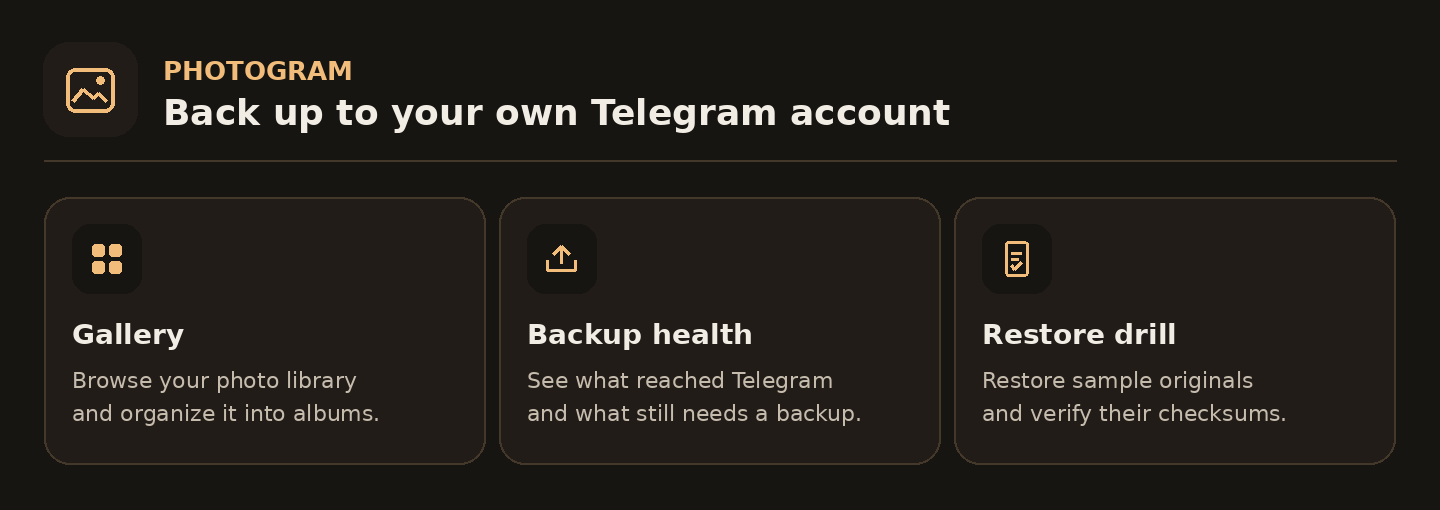 PHOTOGRAM
Back up to your own Telegram account
Gallery
Browse your photo library
and organize it into albums.
Backup health
See what reached Telegram
and what still needs a backup.
Restore drill
Restore sample originals
and verify their checksums.